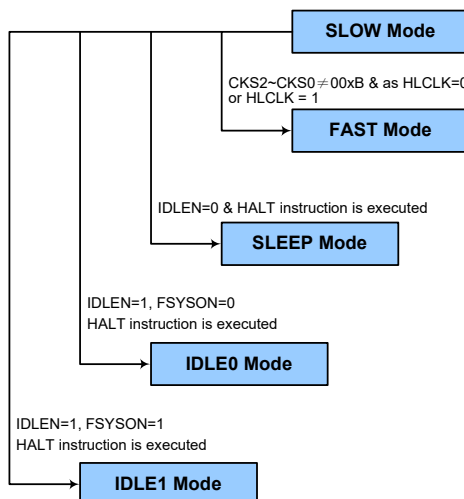 SLOW Mode
CKS2~CKS0≠00xB & as HLCLK=0
or HLCLK = 1
FAST Mode
IDLEN=0 & HALT instruction is executed
SLEEP Mode
IDLEN=1, FSYSON=0
HALT instruction is executed
IDLE0 Mode
IDLEN=1, FSYSON=1
HALT instruction is executed
IDLE1 Mode